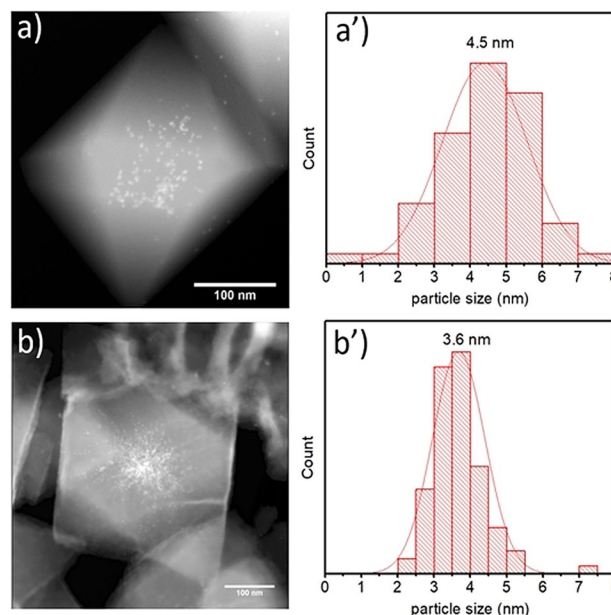 a)
100 nm
a')
4.5 nm
Count
0 1 2 3 4 5 6 7 8
particle size (nm)
b)
100 nm
b')
3.6 nm
Count
0 1 2 3 4 5 6 7
particle size (nm)